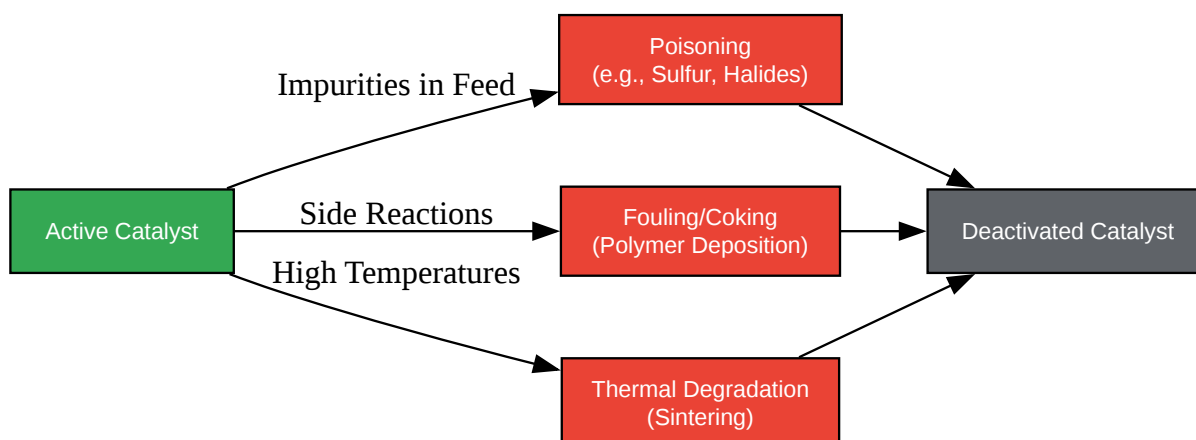 Poisoning
(e.g., Sulfur, Halides)
Impurities in Feed
Active Catalyst
Side Reactions
Fouling/Coking
(Polymer Deposition)
Deactivated Catalyst
High Temperatures
Thermal Degradation
(Sintering)